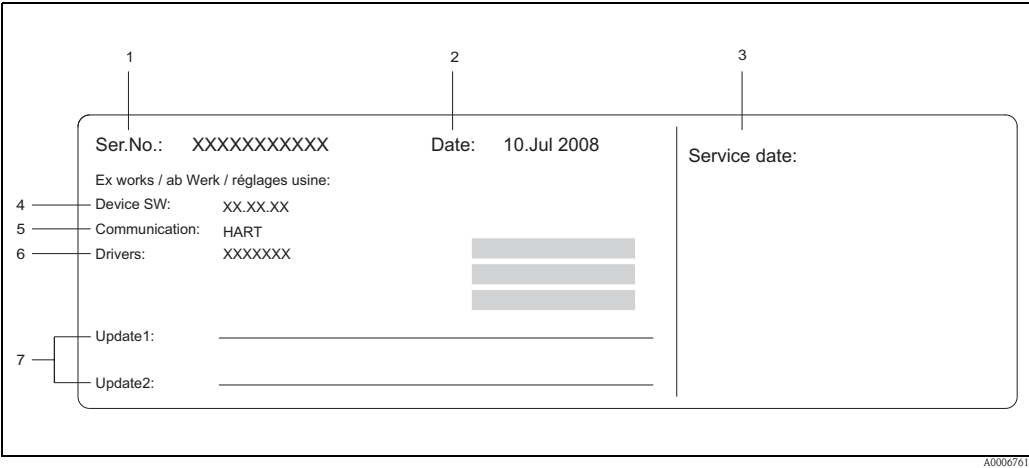 1 2 3
Ser.No.: XXXXXXXXXXX Date: 10.Jul 2008
Service date:
Ex works / ab Werk / réglages usine:
4 Device SW: XX.XX.XX
5 Communication: HART
6 Drivers: XXXXXXX
Update1:
7
Update2:
A0006761